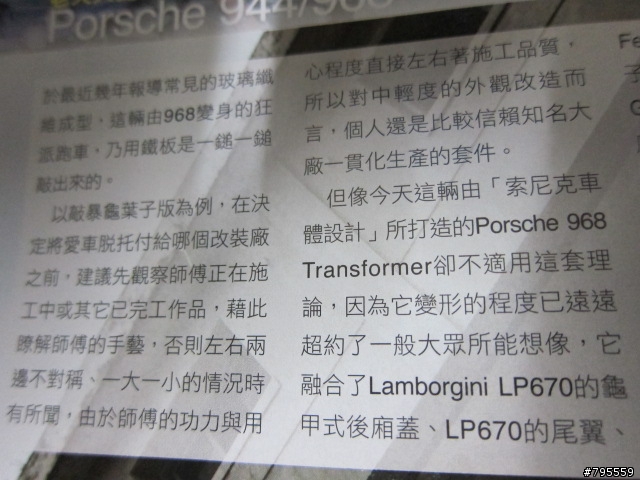 Porsche 944/968
於最近幾年報導常見的玻璃纖
維成型、這輛由968變身的狂
派跑車，乃用鐵板是一鎚一鎚
敲出來的。
以敲暴龜葉子版為例，在決
定將愛車脫托付給哪個改裝廠
之前，建議先觀察師傅正在施
工中或其它已完工作品，藉此
瞭解師傅的手藝，否則左右兩
邊不對稱、一大一小的情況時
有所聞，由於師傅的功力與用
心程度直接左右著施工品質，
所以對中輕度的外觀改造而
言，個人還是比較信賴知名大
廠一貫化生產的套件。
但像今天這輛由「索尼克車
體設計」所打造的Porsche 968
Transformer卻不適用這套理
論，因為它變形的程度已遠遠
超約了一般大眾所能想像，它
融合了Lamborgini LP670的龜
甲式後廂蓋、LP670的尾翼、
Fe
子
#795559